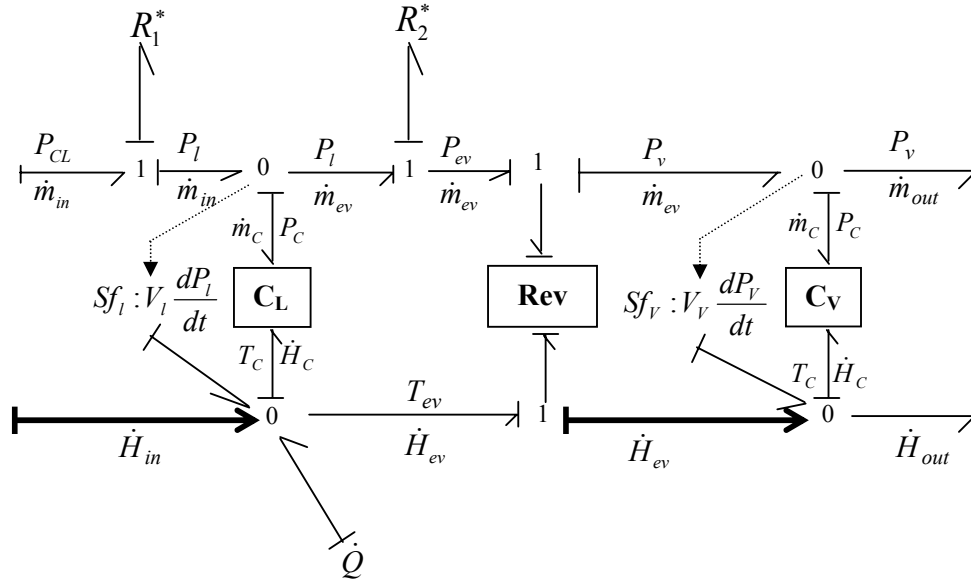 R₁* R₂*
P_CL P_l P_l P_ev P_v P_v
1 0 1 1 0
ṁ_in ṁ_in ṁ_ev ṁ_ev ṁ_ev ṁ_out
ṁ_C P_C ṁ_C P_C
Sf_l : V_l dP_l/dt C_L Rev Sf_V : V_V dP_V/dt C_V
T_C Ḣ_C T_C Ḣ_C
T_ev
0 1 0
Ḣ_in Ḣ_ev Ḣ_ev Ḣ_out
Q̇